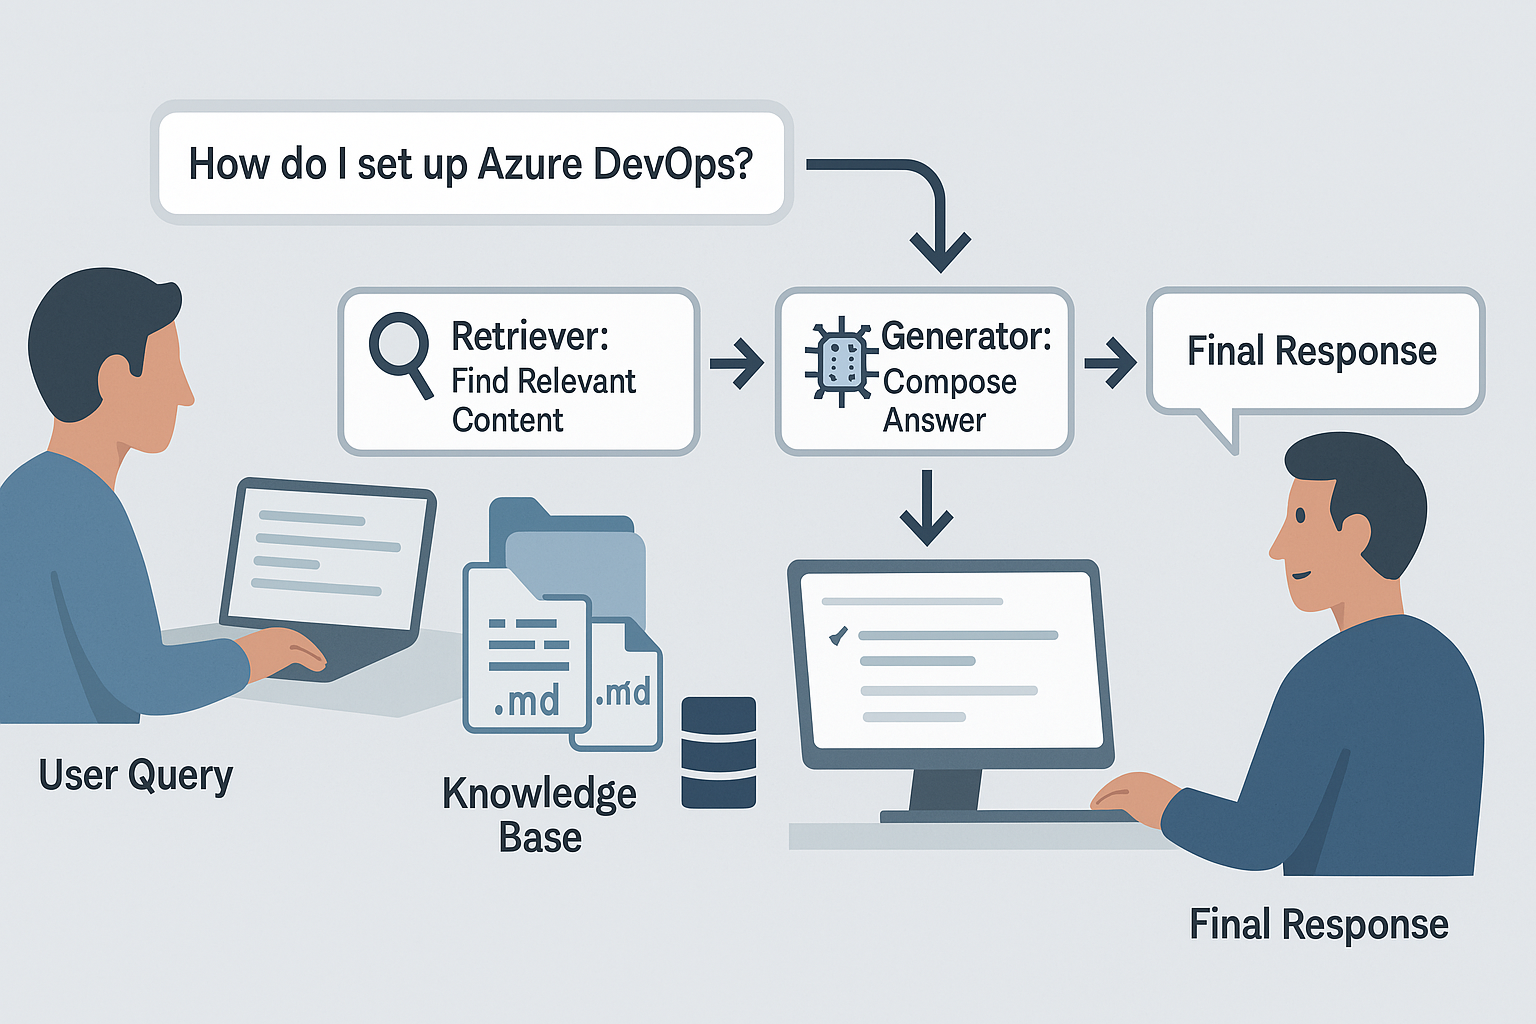 How do I set up Azure DevOps?
Retriever:
Find Relevant
Content
Generator:
Compose
Answer
Final Response
.md
.md
User Query
Knowledge
Base
Final Response